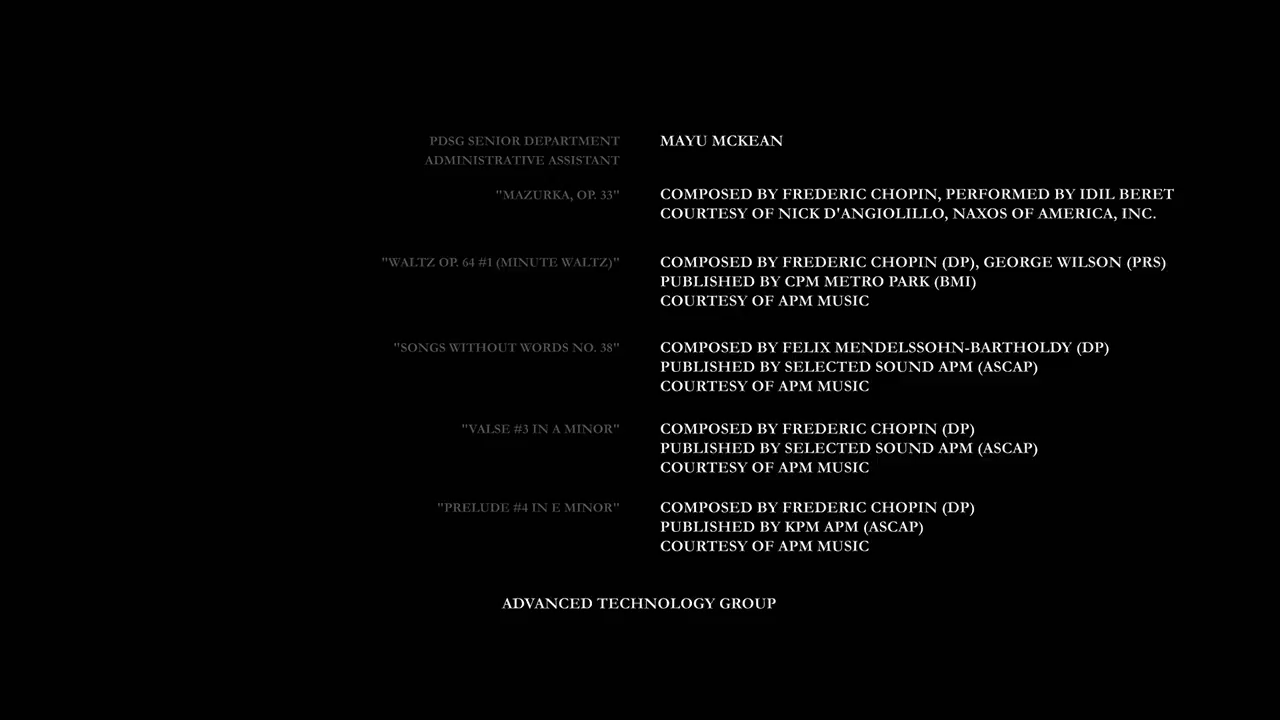 PDSG SENIOR DEPARTMENT
ADMINISTRATIVE ASSISTANT
MAYU MCKEAN
"MAZURKA, OP. 33"
COMPOSED BY FREDERIC CHOPIN, PERFORMED BY IDIL BERET
COURTESY OF NICK D'ANGIOLILLO, NAXOS OF AMERICA, INC.
"WALTZ OP. 64 #1 (MINUTE WALTZ)"
COMPOSED BY FREDERIC CHOPIN (DP), GEORGE WILSON (PRS)
PUBLISHED BY CPM METRO PARK (BMI)
COURTESY OF APM MUSIC
"SONGS WITHOUT WORDS NO. 38"
COMPOSED BY FELIX MENDELSSOHN-BARTHOLDY (DP)
PUBLISHED BY SELECTED SOUND APM (ASCAP)
COURTESY OF APM MUSIC
"VALSE #3 IN A MINOR"
COMPOSED BY FREDERIC CHOPIN (DP)
PUBLISHED BY SELECTED SOUND APM (ASCAP)
COURTESY OF APM MUSIC
"PRELUDE #4 IN E MINOR"
COMPOSED BY FREDERIC CHOPIN (DP)
PUBLISHED BY KPM APM (ASCAP)
COURTESY OF APM MUSIC
ADVANCED TECHNOLOGY GROUP